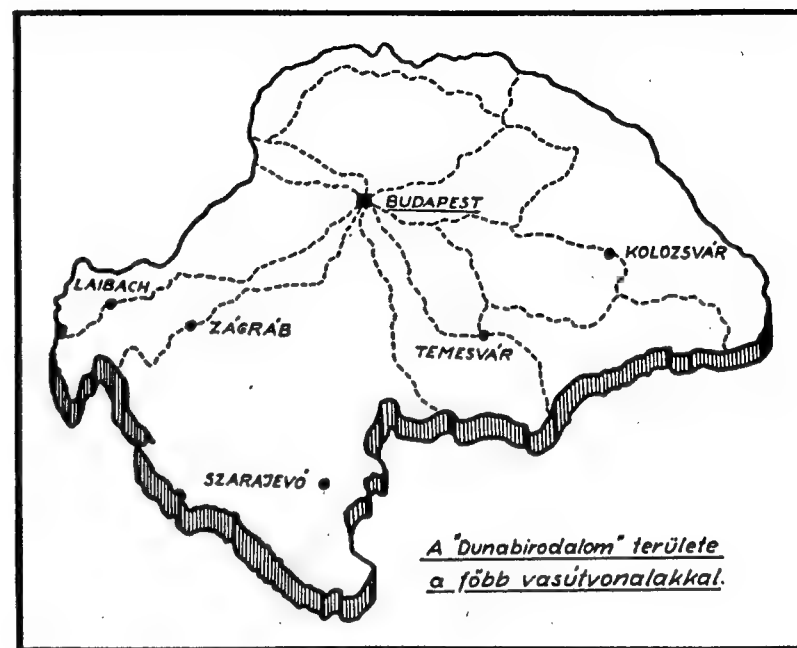 BUDAPEST
KOLOZSVÁR
LAIBACH
ZÁGRÁB
TEMESVÁR
SZARAJEVÓ
A "Dunabirodalom" területe
a főbb vasútvonalakkal.